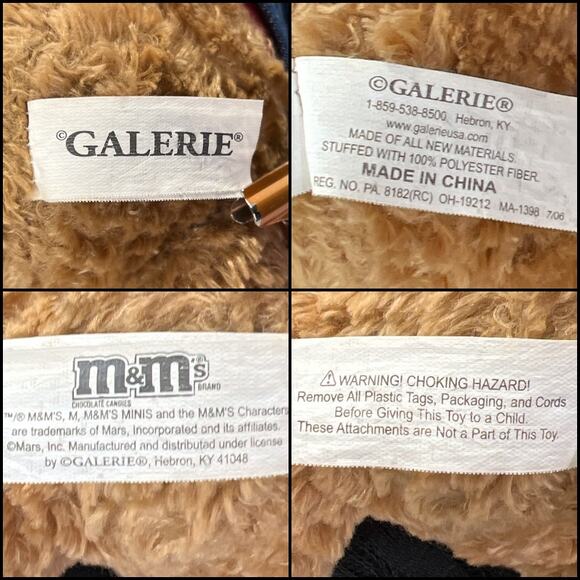 ©GALERIE®
©GALERIE®
1-859-538-8500, Hebron, KY
www.galerieusa.com
MADE OF ALL NEW MATERIALS
STUFFED WITH 100% POLYESTER FIBER.
MADE IN CHINA
REG. NO. PA. 8182(RC) OH-19212 MA-1398 7/06
m&m's®
BRAND
CHOCOLATE CANDIES
™/® M&M'S, M, M&M'S MINIS and the M&M'S Characters
are trademarks of Mars, Incorporated and its affiliates.
©Mars, Inc. Manufactured and distributed under license
by ©GALERIE®, Hebron, KY 41048
⚠WARNING! CHOKING HAZARD!
Remove All Plastic Tags, Packaging, and Cords
Before Giving This Toy to a Child.
These Attachments are Not a Part of This Toy.